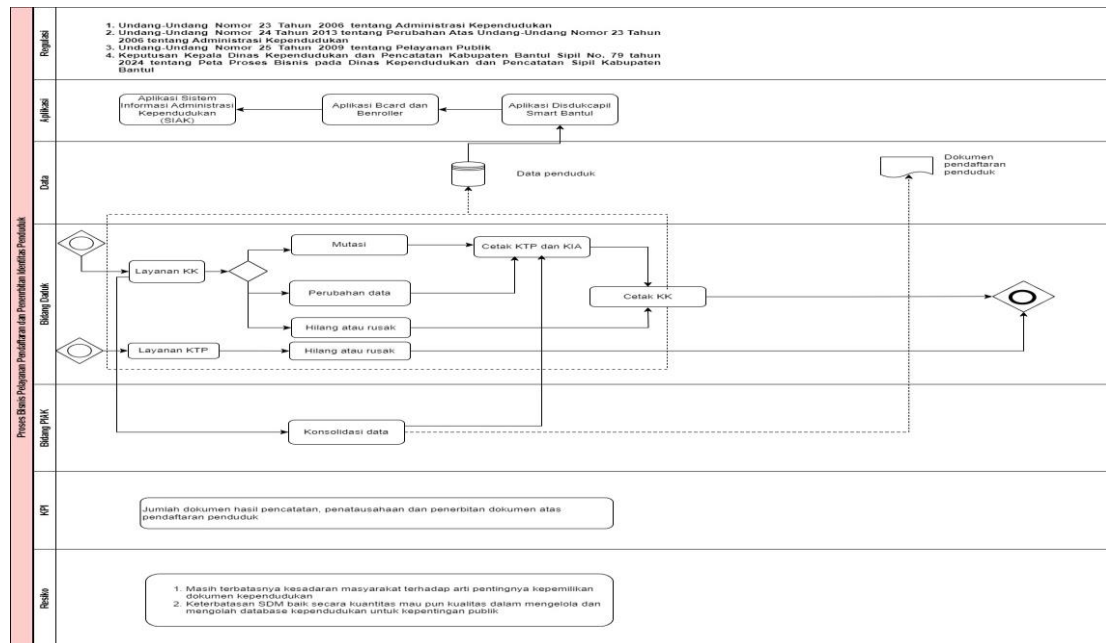 Proses Bisnis Pelayanan Pendaftaran dan Penerbitan Identitas Penduduk
Regulasi
1. Undang-Undang Nomor 23 Tahun 2006 tentang Administrasi Kependudukan
2. Undang-Undang Nomor 24 Tahun 2013 tentang Perubahan Atas Undang-Undang Nomor 23 Tahun
2006 tentang Administrasi Kependudukan
3. Undang-Undang Nomor 25 Tahun 2009 tentang Pelayanan Publik
4. Keputusan Kepala Dinas Kependudukan dan Pencatatan Kabupaten Bantul Sipil No. 79 tahun
2024 tentang Peta Proses Bisnis pada Dinas Kependudukan dan Pencatatan Sipil Kabupaten
Bantul
Aplikasi
Aplikasi Sistem
Informasi Administrasi
Kependudukan
(SIAK)
Aplikasi Bcard dan
Benroller
Aplikasi Disdukcapil
Smart Bantul
Data
Data penduduk
Dokumen
pendaftaran
penduduk
Bidang Daduk
Mutasi
Cetak KTP dan KIA
Layanan KK
Perubahan data
Cetak KK
Hilang atau rusak
Layanan KTP
Hilang atau rusak
Bidang PIAK
Konsolidasi data
KPI
Jumlah dokumen hasil pencatatan, penatausahaan dan penerbitan dokumen atas
pendaftaran penduduk
Resiko
1. Masih terbatasnya kesadaran masyarakat terhadap arti pentingnya kepemilikan
dokumen kependudukan
2. Keterbatasan SDM baik secara kuantitas mau pun kualitas dalam mengelola dan
mengolah database kependudukan untuk kepentingan publik